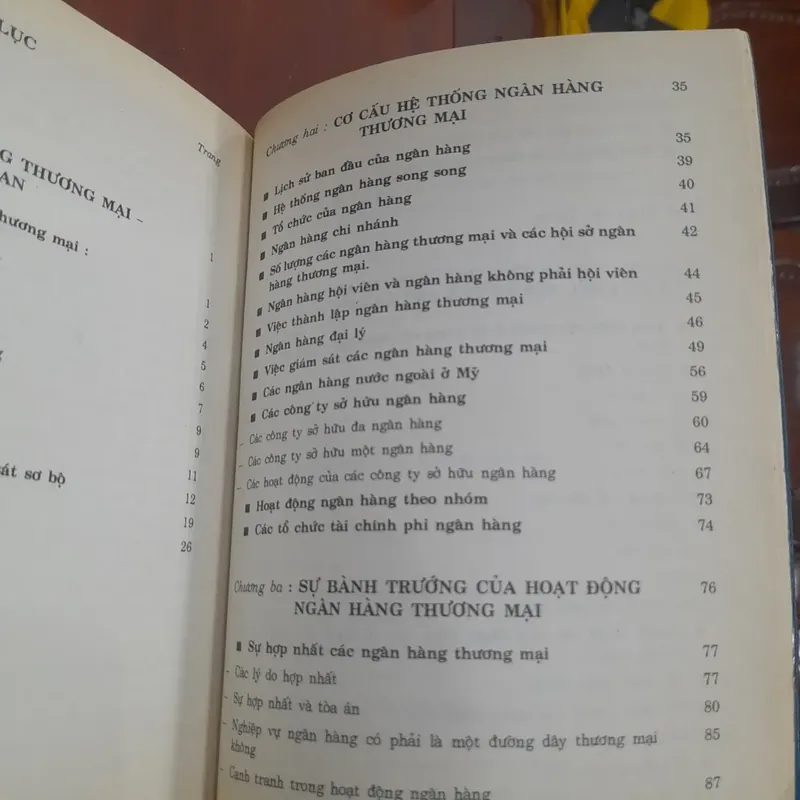 LỤC
Trang
G THƯƠNG MẠI –
AN
hương mại :
1
1
2
4
5
6
7
9
9
át sơ bộ 11
12
19
26
Chương hai : CƠ CẤU HỆ THỐNG NGÂN HÀNG 35
THƯƠNG MẠI
■ Lịch sử ban đầu của ngân hàng 35
■ Hệ thống ngân hàng song song 39
■ Tổ chức của ngân hàng 40
■ Ngân hàng chi nhánh 41
■ Số lượng các ngân hàng thương mại và các hội sở ngân 42
hàng thương mại.
■ Ngân hàng hội viên và ngân hàng không phải hội viên 44
■ Việc thành lập ngân hàng thương mại 45
■ Ngân hàng đại lý 46
■ Việc giám sát các ngân hàng thương mại 49
■ Các ngân hàng nước ngoài ở Mỹ 56
■ Các công ty sở hữu ngân hàng 59
– Các công ty sở hữu đa ngân hàng 60
– Các công ty sở hữu một ngân hàng 64
– Các hoạt động của các công ty sở hữu ngân hàng 67
■ Hoạt động ngân hàng theo nhóm 73
■ Các tổ chức tài chính phi ngân hàng 74
Chương ba : SỰ BÀNH TRƯỚNG CỦA HOẠT ĐỘNG 76
NGÂN HÀNG THƯƠNG MẠI
■ Sự hợp nhất các ngân hàng thương mại 77
– Các lý do hợp nhất 77
– Sự hợp nhất và tòa án 80
– Nghiệp vụ ngân hàng có phải là một đường dây thương mại 85
không
– Canh tranh trong hoạt động ngân hàng 87